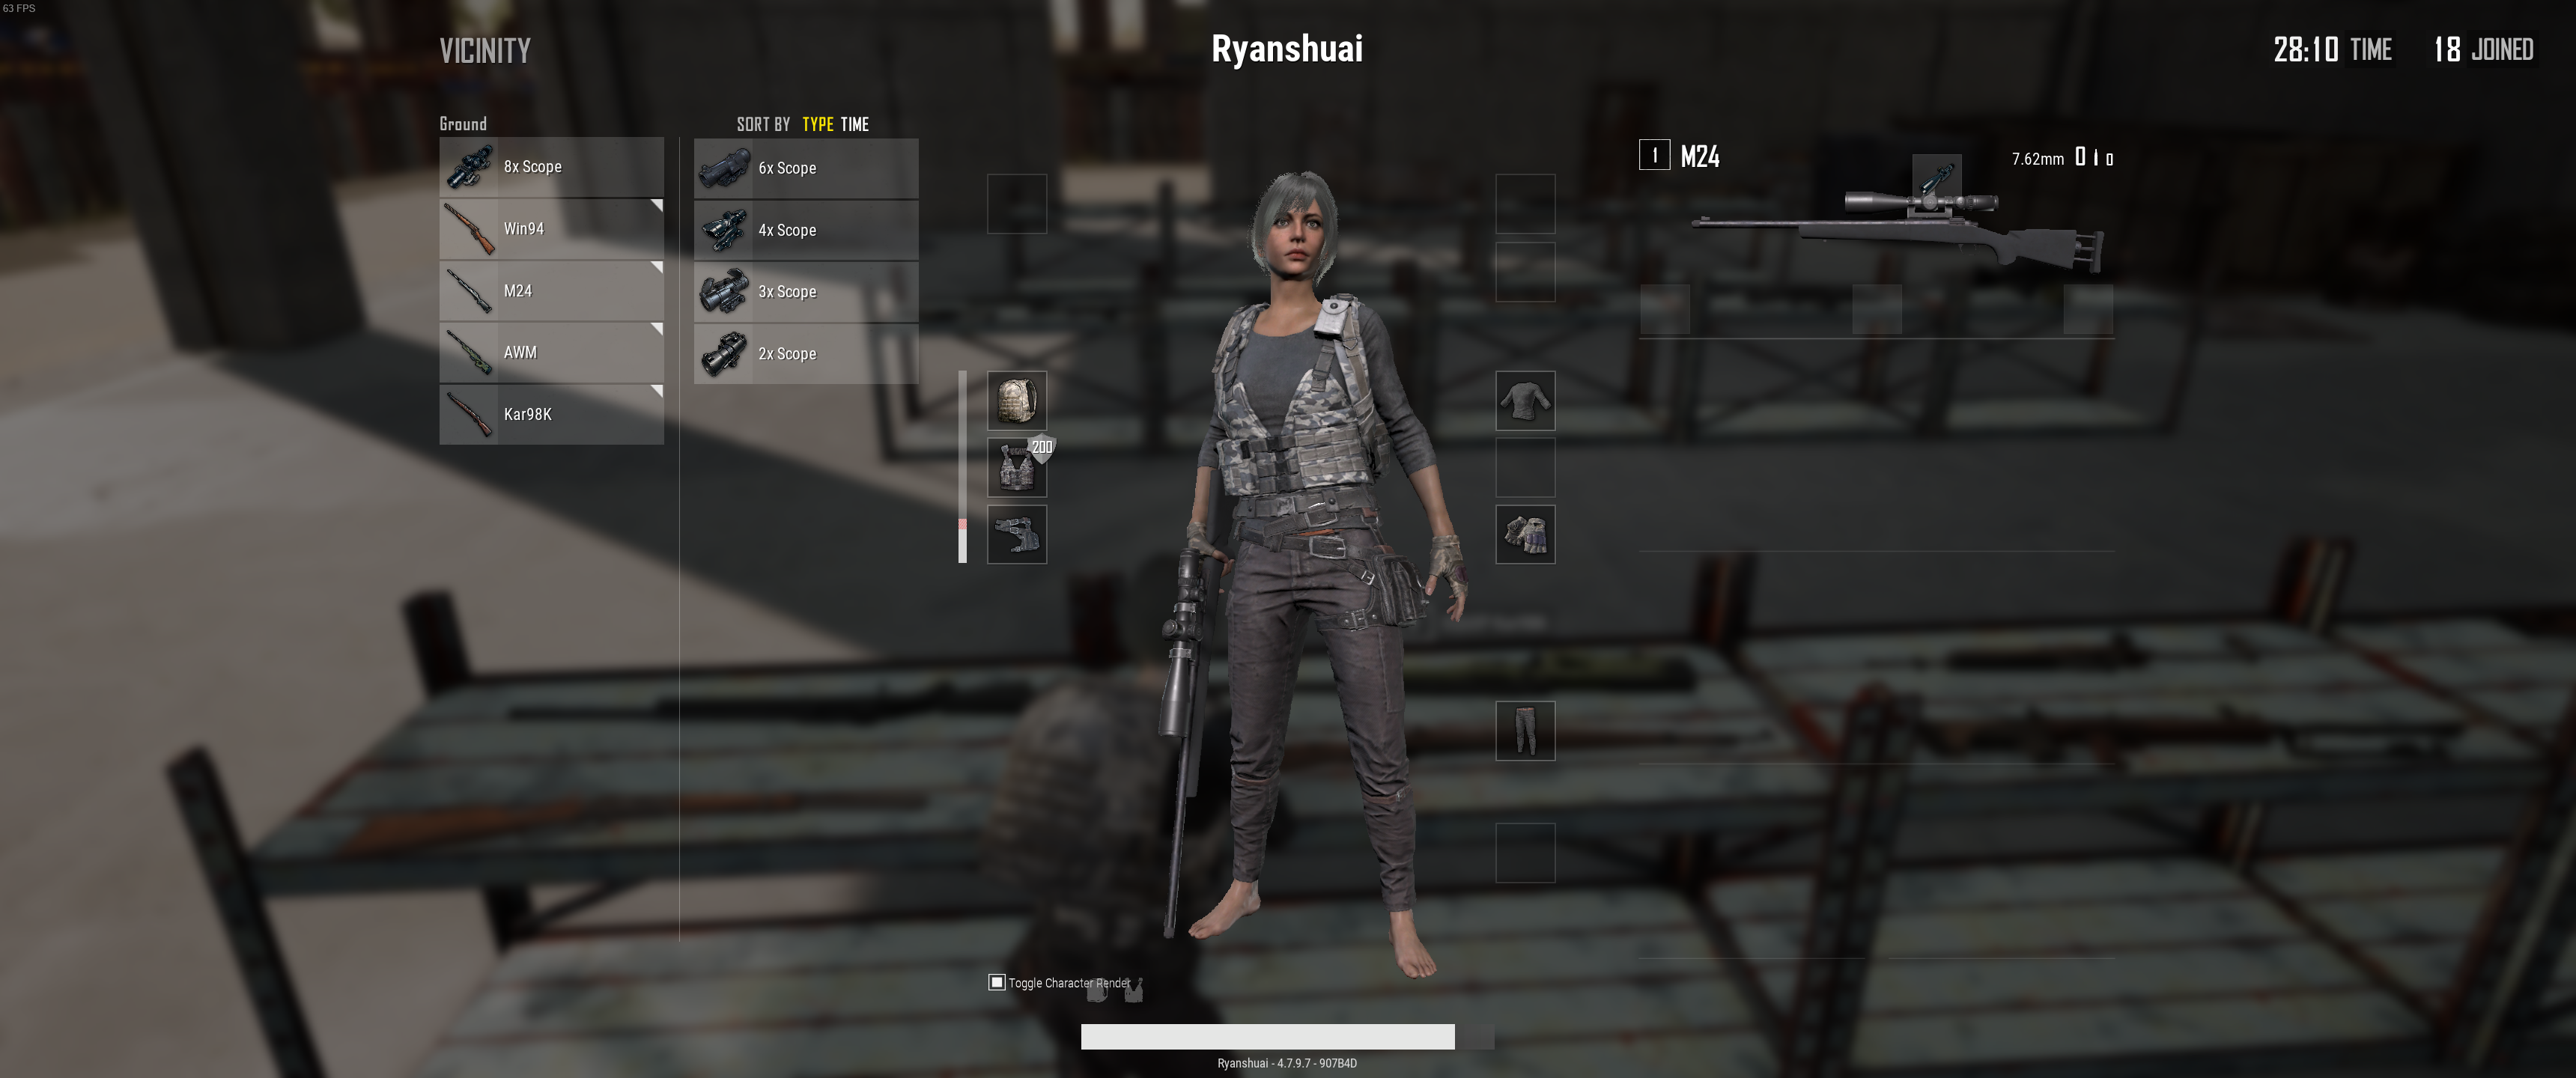 63 FPS
VICINITY
Ryanshuai
28:10 TIME 18 JOINED
Ground
SORT BY TYPE TIME
8x Scope
Win94
M24
AWM
Kar98K
6x Scope
4x Scope
3x Scope
2x Scope
200
1 M24
7.62mm 0 | 0
Toggle Character Render
Ryanshuai - 4.7.9.7 - 907B4D